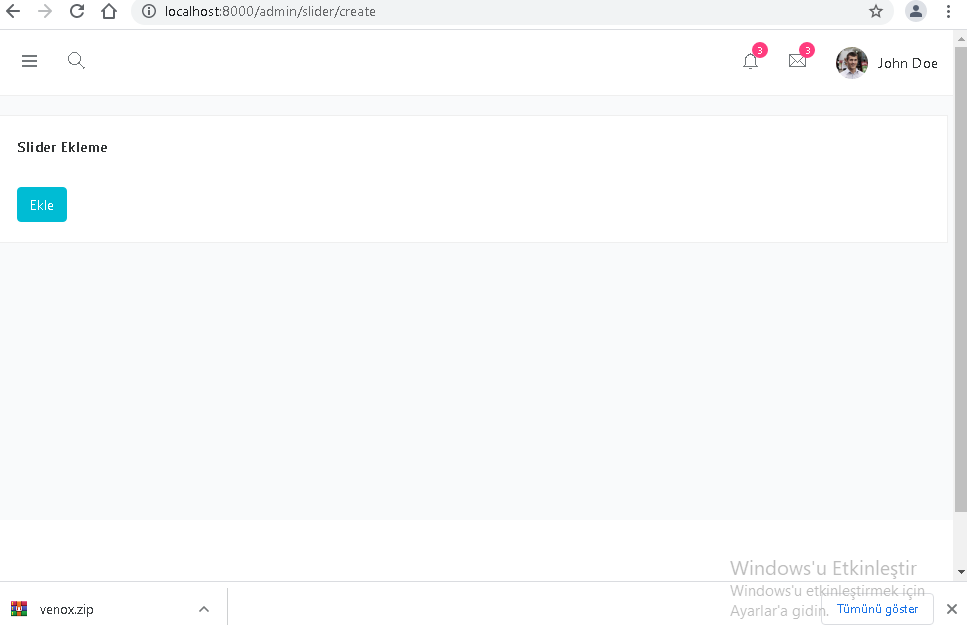 localhost:8000/admin/slider/create
3
3
John Doe
Slider Ekleme
Ekle
Windows'u Etkinleştir
Windows'u etkinleştirmek için
Ayarlar'a gidin.
venox.zip
Tümünü göster